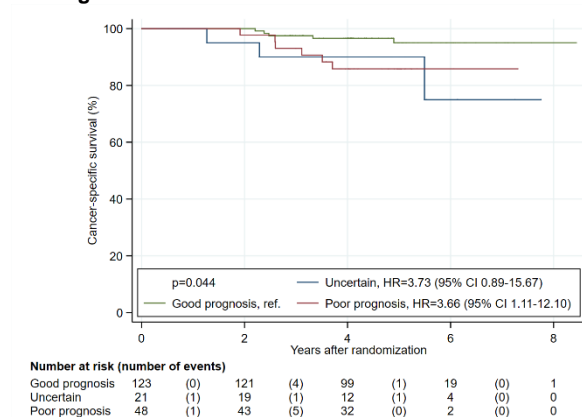 100
80
60
40
20
0
Cancer-specific survival (%)
p=0.044
Uncertain, HR=3.73 (95% CI 0.89-15.67)
Good prognosis, ref.
Poor prognosis, HR=3.66 (95% CI 1.11-12.10)
0 2 4 6 8
Years after randomization
Number at risk (number of events)
Good prognosis 123 (0) 121 (4) 99 (1) 19 (0) 1
Uncertain 21 (1) 19 (1) 12 (1) 4 (0) 0
Poor prognosis 48 (1) 43 (5) 32 (0) 2 (0) 0